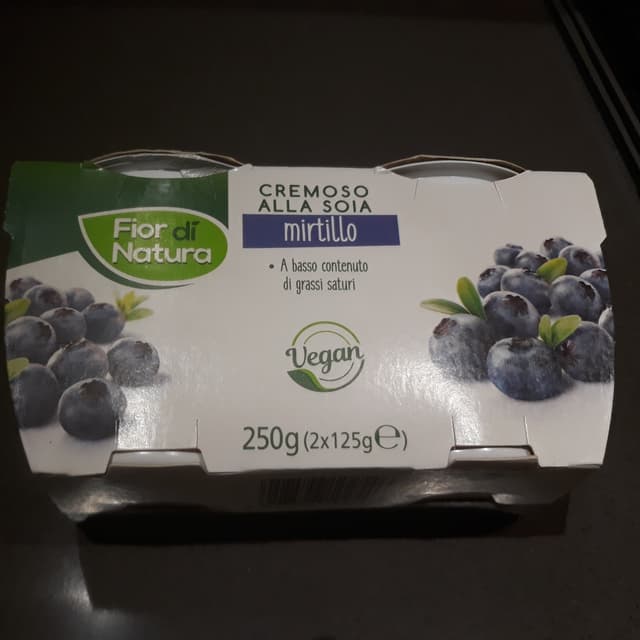 Fior di
Natura
CREMOSO
ALLA SOIA
mirtillo
• A basso contenuto
di grassi saturi
Vegan
250g (2x125g℮)